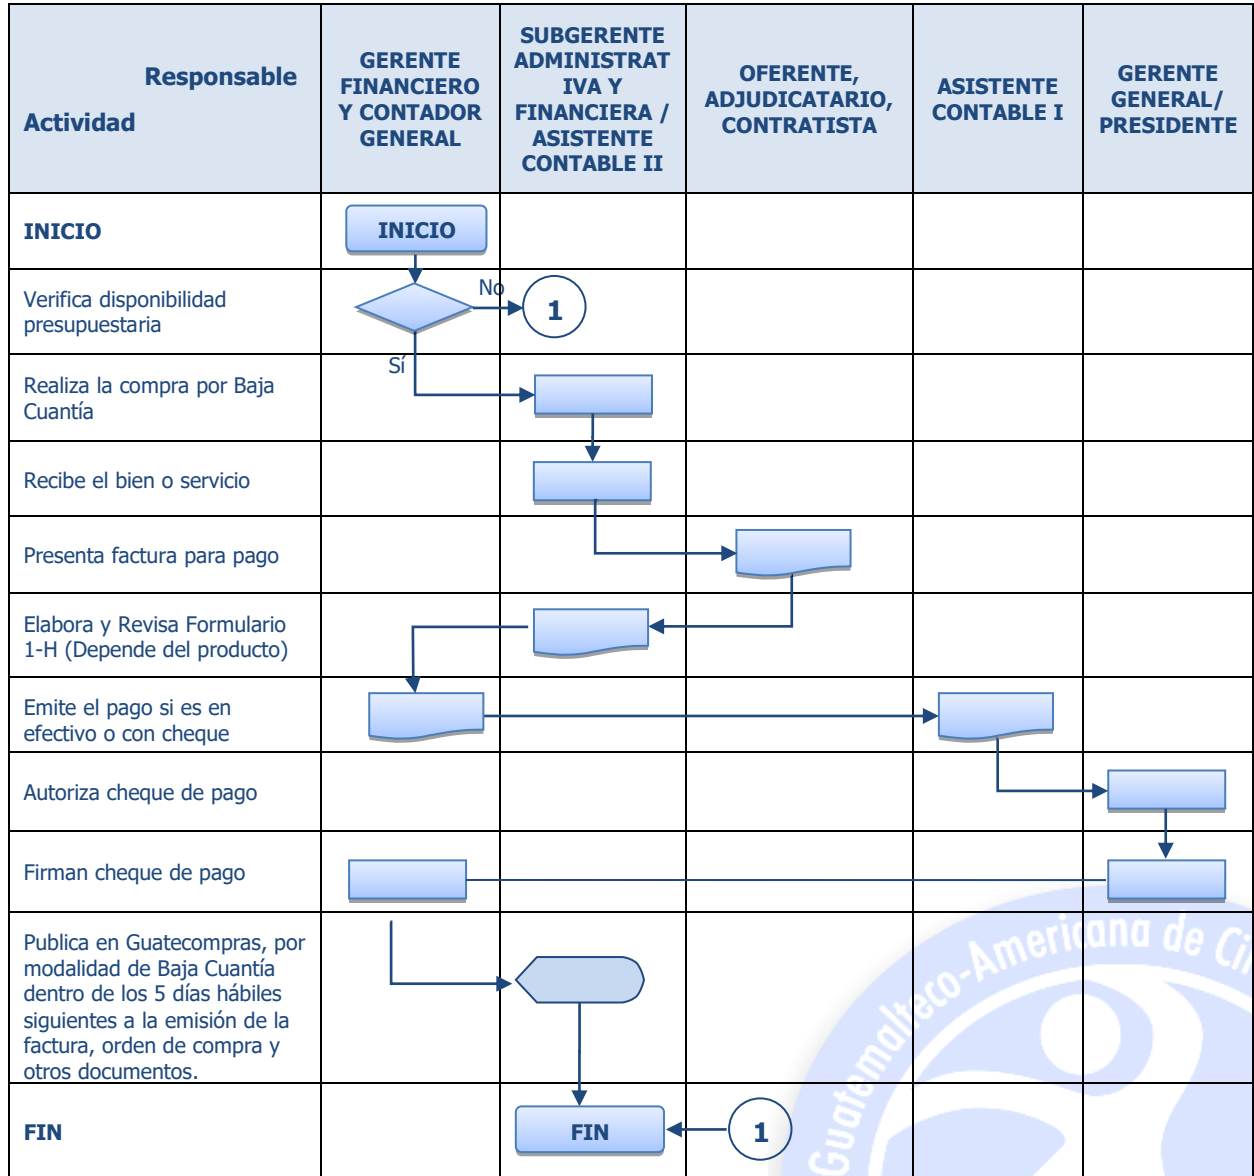 Responsable
Actividad
GERENTE
FINANCIERO
Y CONTADOR
GENERAL
SUBGERENTE
ADMINISTRAT
IVA Y
FINANCIERA /
ASISTENTE
CONTABLE II
OFERENTE,
ADJUDICATARIO,
CONTRATISTA
ASISTENTE
CONTABLE I
GERENTE
GENERAL/
PRESIDENTE
INICIO
INICIO
Verifica disponibilidad
presupuestaria
No
1
Sí
Realiza la compra por Baja
Cuantía
Recibe el bien o servicio
Presenta factura para pago
Elabora y Revisa Formulario
1-H (Depende del producto)
Emite el pago si es en
efectivo o con cheque
Autoriza cheque de pago
Firman cheque de pago
Publica en Guatecompras, por
modalidad de Baja Cuantía
dentro de los 5 días hábiles
siguientes a la emisión de la
factura, orden de compra y
otros documentos.
FIN
FIN
1
Guatemalteco-Americana de